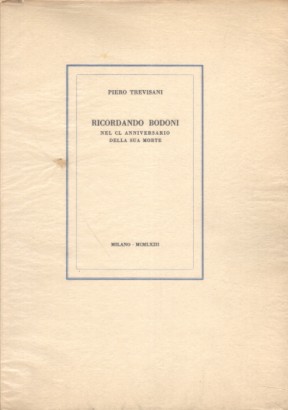 PIERO TREVISANI
RICORDANDO BODONI
NEL CL ANNIVERSARIO
DELLA SUA MORTE
MILANO · MCMLXIII